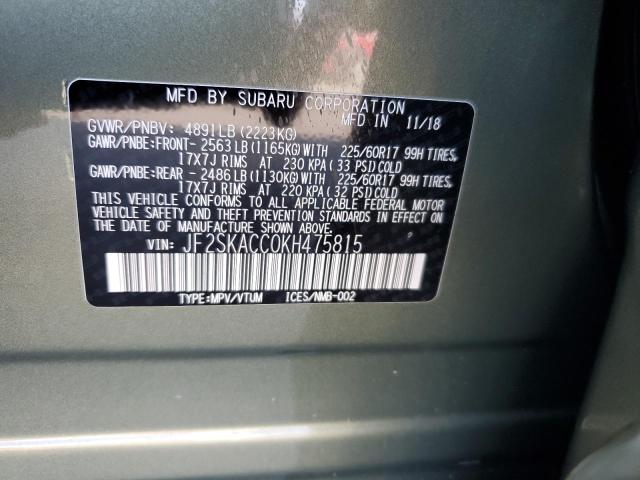 MFD BY SUBARU CORPORATION
MFD IN 11/18
GVWR/PNBV: 4891LB (2223KG)
GAWR/PNBE:FRONT- 2563LB(1165KG)WITH 225/60R17 99H TIRES,
17X7J RIMS AT 230 KPA (33 PSI)COLD
GAWR/PNBE:REAR - 2486LB(1130KG)WITH 225/60R17 99H TIRES,
17X7J RIMS AT 220 KPA (32 PSI)COLD
THIS VEHICLE CONFORMS TO ALL APPLICABLE FEDERAL MOTOR
VEHICLE SAFETY AND THEFT PREVENTION STANDARDS IN EFFECT ON
THE DATE OF MANUFACTURE SHOWN ABOVE.
VIN: JF2SKACC0KH475815
TYPE:MPV/VTUM ICES/NMB-002